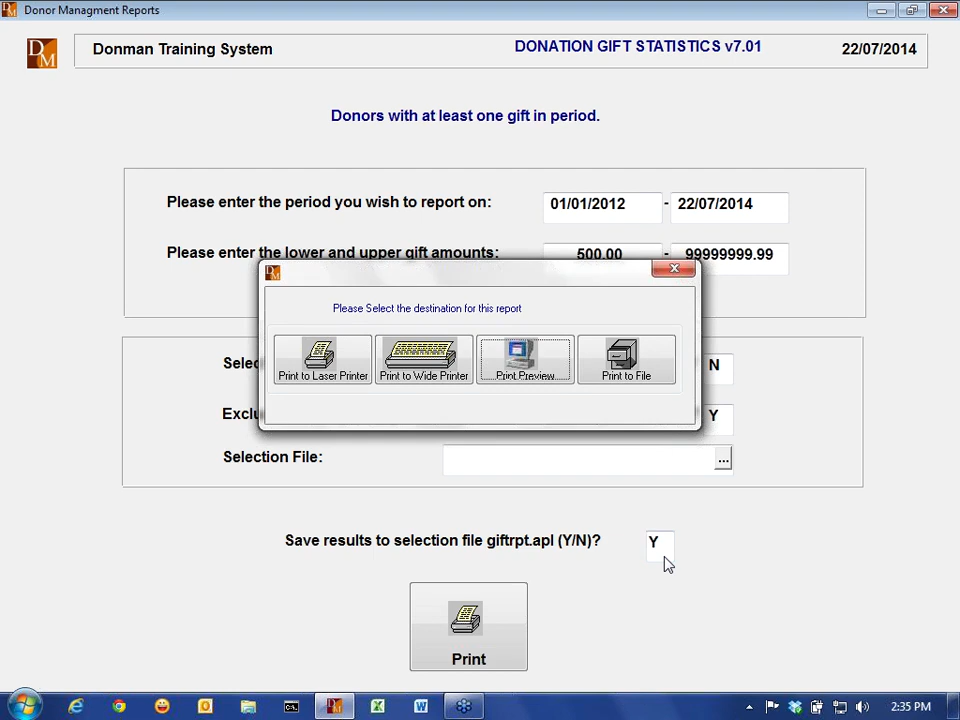 Donor Managment Reports
DM
Donman Training System
DONATION GIFT STATISTICS v7.01
22/07/2014
Donors with at least one gift in period.
Please enter the period you wish to report on:
01/01/2012 - 22/07/2014
Please enter the lower and upper gift amounts:
500.00 - 99999999.99
Please Select the destination for this report
Print to Laser Printer
Print to Wide Printer
Print Preview
Print to File
N
Y
Selection File:
...
Save results to selection file giftrpt.apl (Y/N)?
Y
Print
2:35 PM